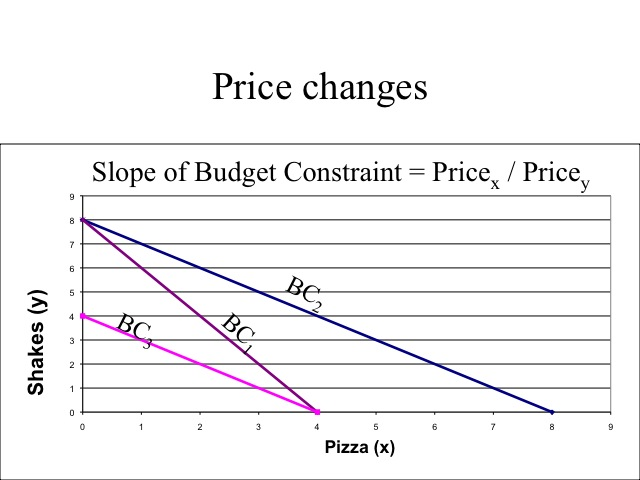 Price changes
Slope of Budget Constraint = Priceₓ / Priceᵧ
9
8
7
6
5
4
3
2
1
0
Shakes (y)
BC₂
BC₁
BC₃
0 1 2 3 4 5 6 7 8 9
Pizza (x)